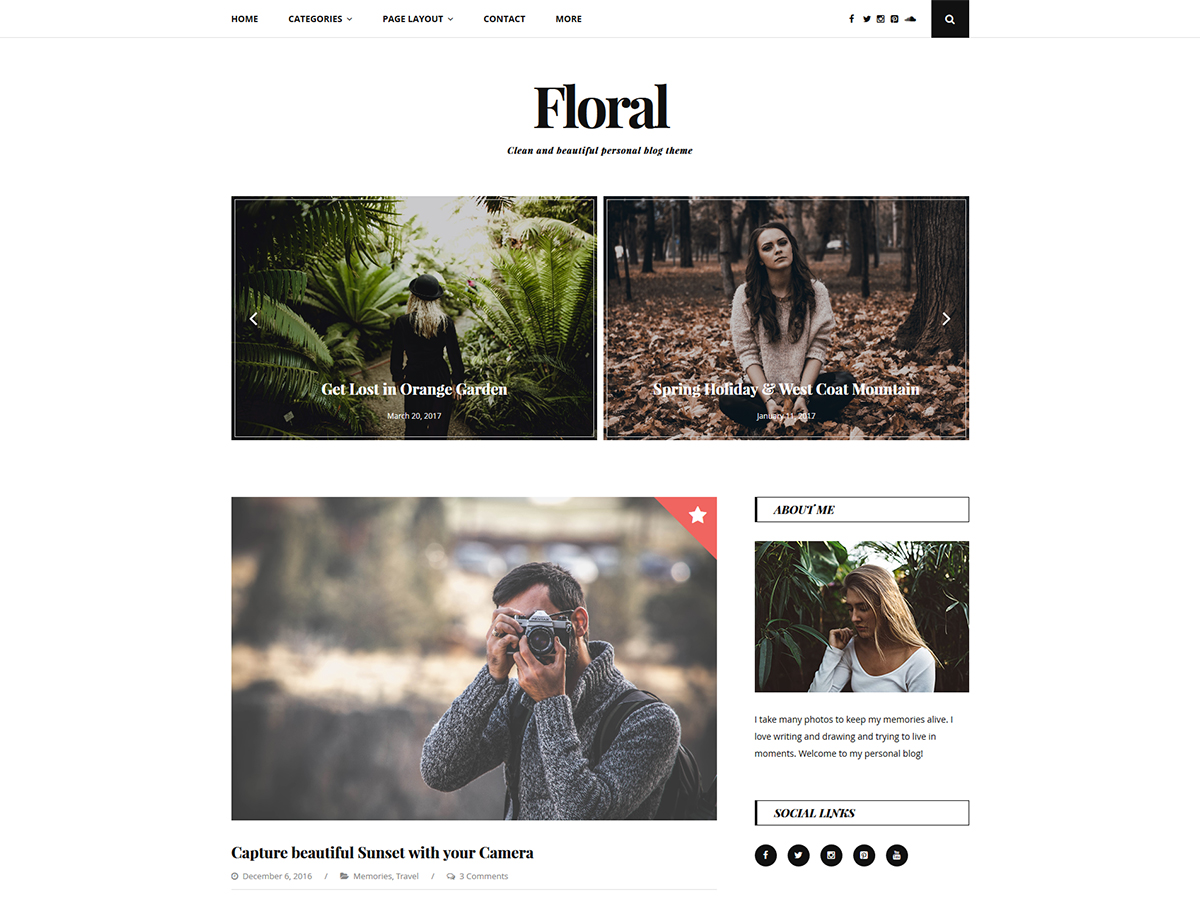 HOME CATEGORIES PAGE LAYOUT CONTACT MORE
Floral
Clean and beautiful personal blog theme
Get Lost in Orange Garden
March 20, 2017
Spring Holiday & West Coat Mountain
January 11, 2017
Capture beautiful Sunset with your Camera
December 6, 2016 / Memories, Travel / 3 Comments
ABOUT ME
I take many photos to keep my memories alive. I
love writing and drawing and trying to live in
moments. Welcome to my personal blog!
SOCIAL LINKS